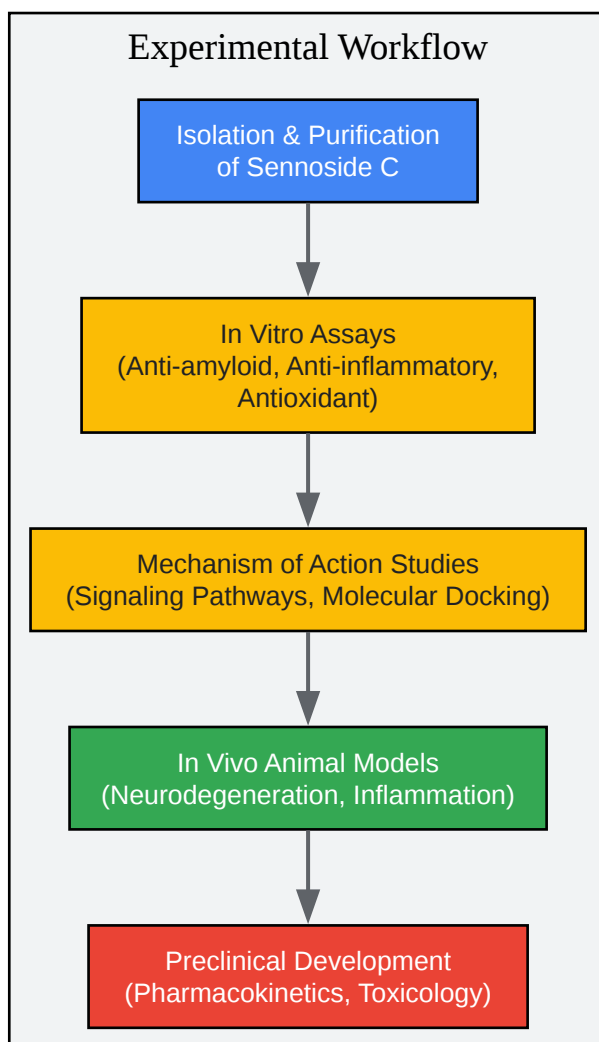 Experimental Workflow
Isolation & Purification
of Sennoside C
In Vitro Assays
(Anti-amyloid, Anti-inflammatory,
Antioxidant)
Mechanism of Action Studies
(Signaling Pathways, Molecular Docking)
In Vivo Animal Models
(Neurodegeneration, Inflammation)
Preclinical Development
(Pharmacokinetics, Toxicology)